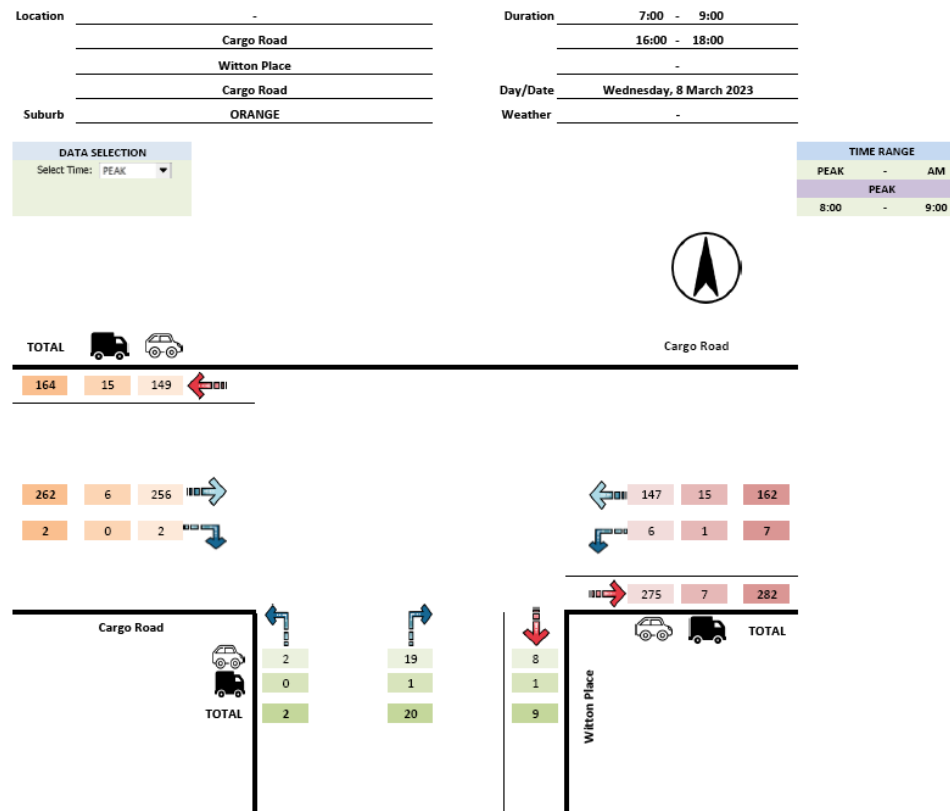 Location - Duration 7:00 - 9:00
Cargo Road 16:00 - 18:00
Witton Place -
Cargo Road Day/Date Wednesday, 8 March 2023
Suburb ORANGE Weather -
DATA SELECTION TIME RANGE
Select Time: PEAK PEAK - AM
PEAK
8:00 - 9:00
TOTAL Cargo Road
164 15 149
262 6 256 147 15 162
2 0 2 6 1 7
275 7 282
Cargo Road TOTAL
2 19 8
0 1 1
TOTAL 2 20 9
Witton Place